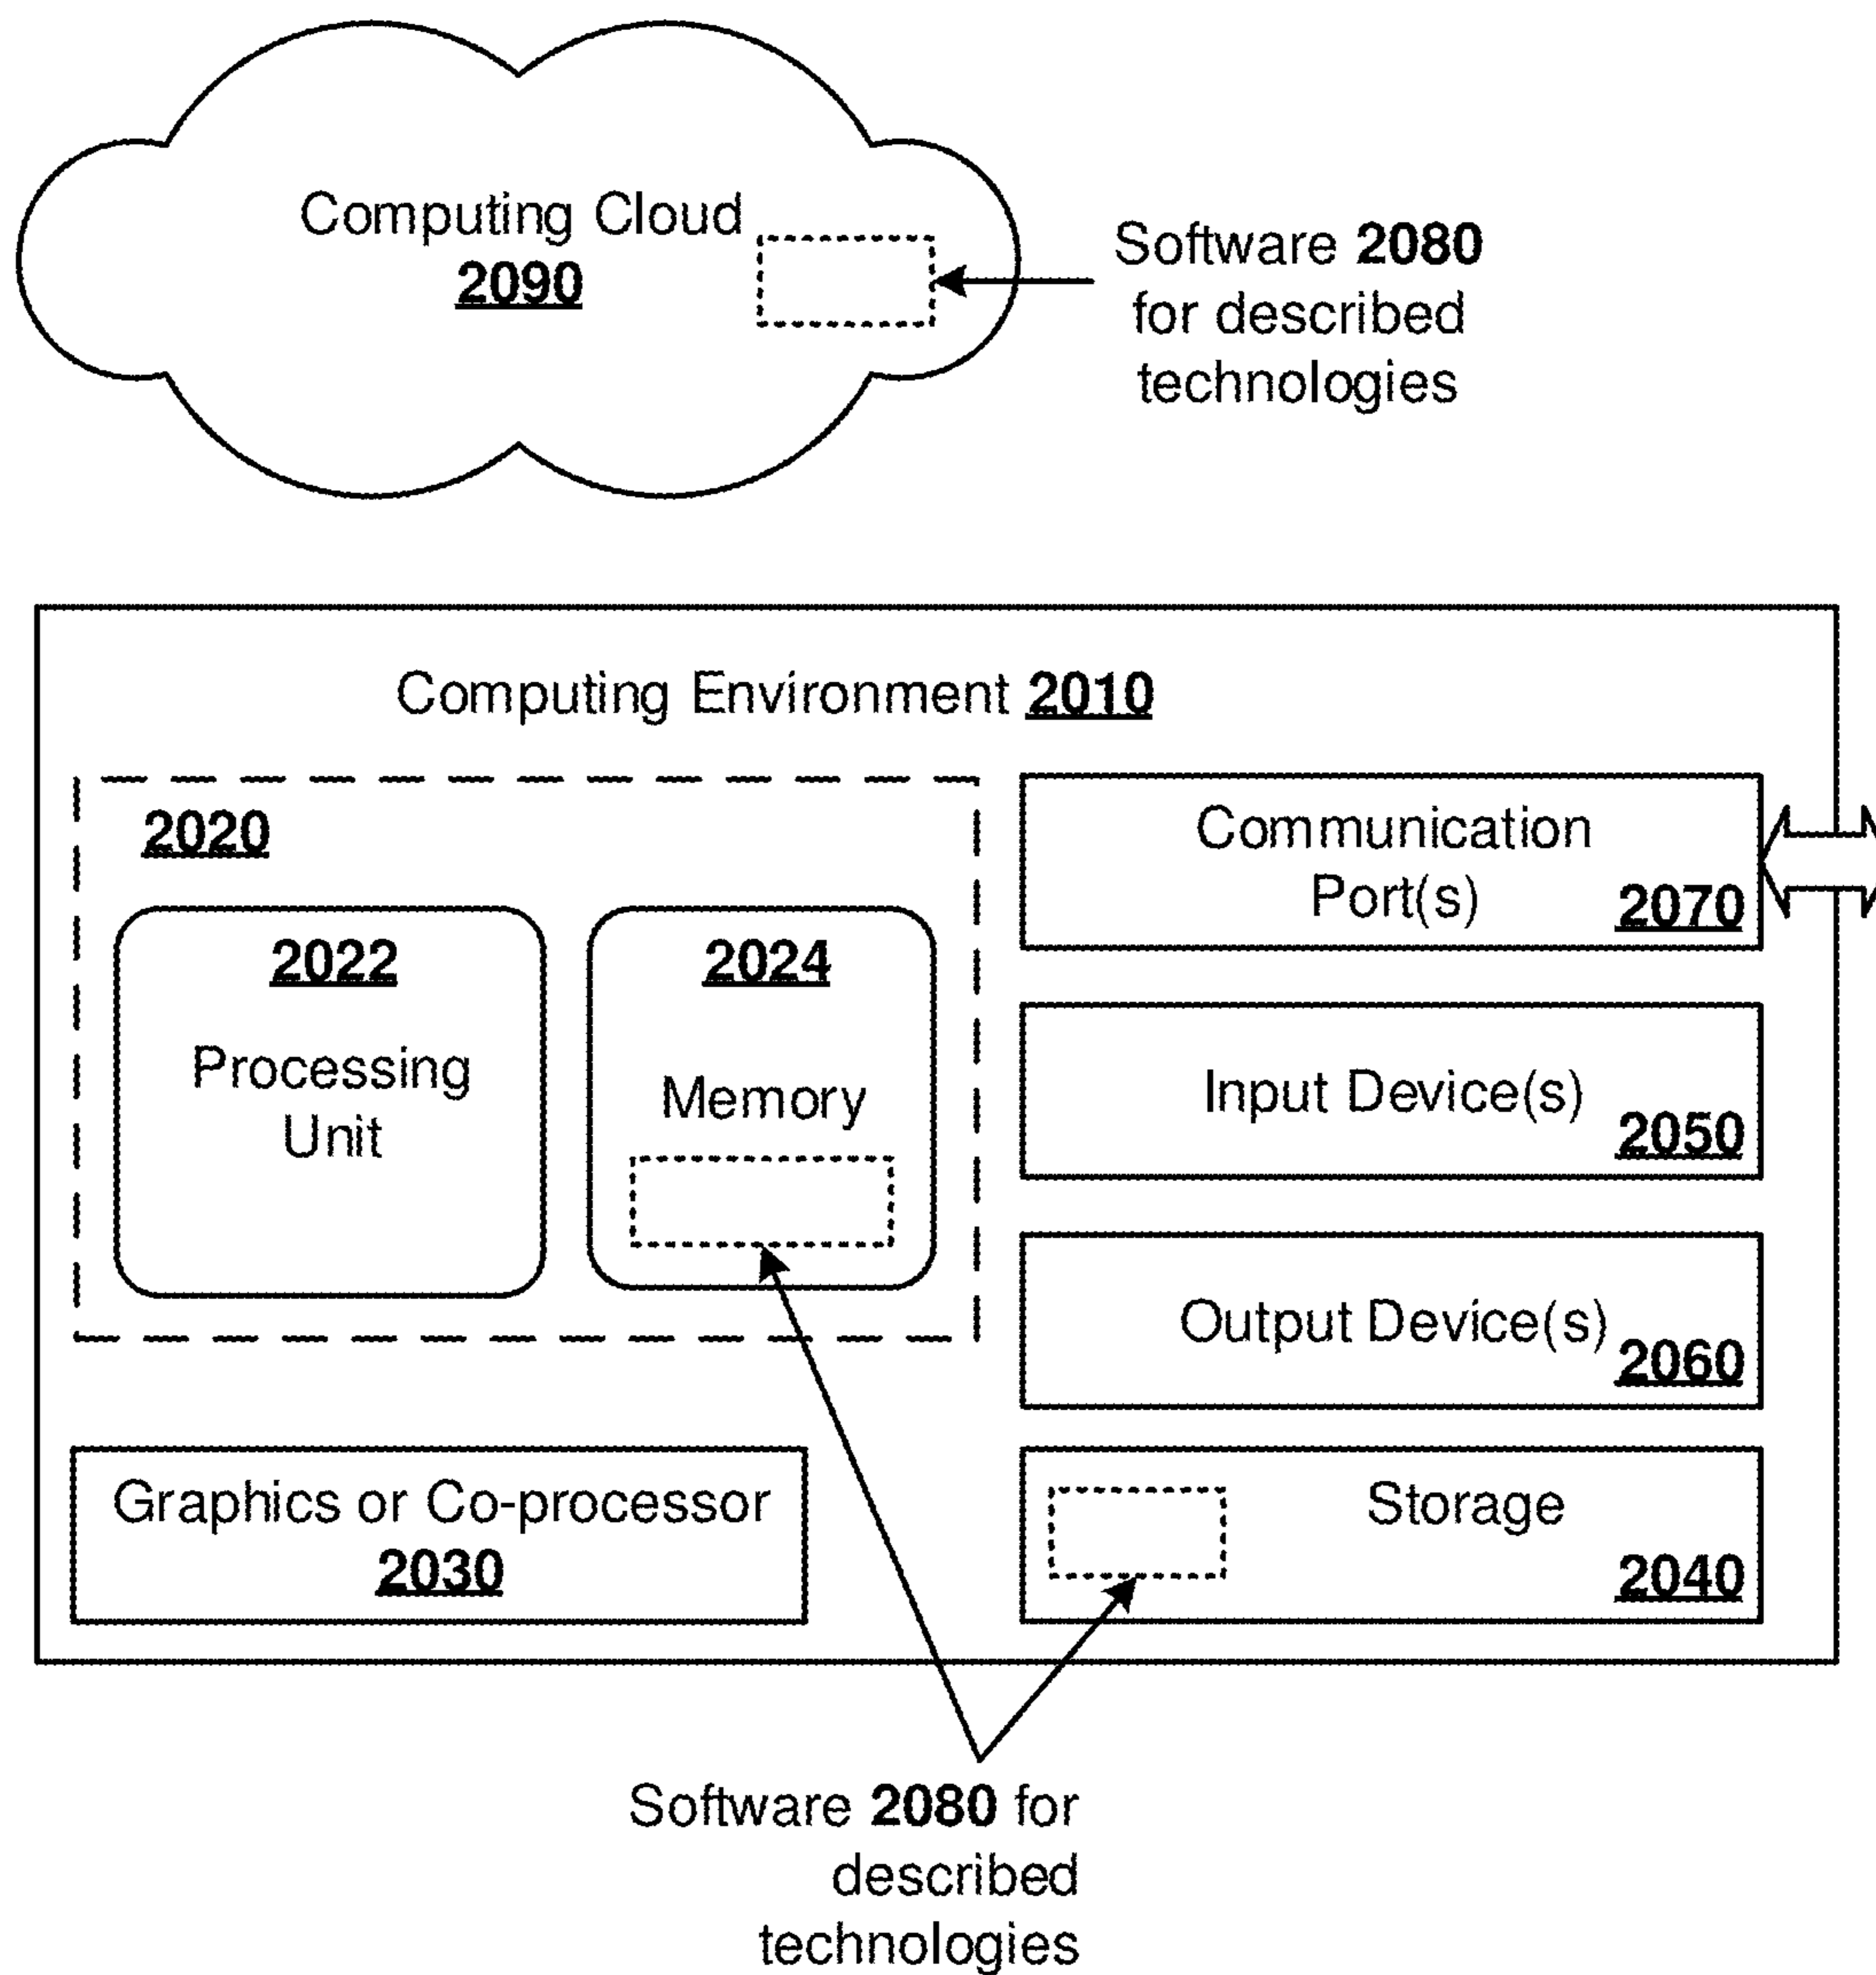 Computing Cloud
2090
Software 2080
for described
technologies
Computing Environment 2010
2020
2022
Processing
Unit
2024
Memory
Communication
Port(s)
2070
Input Device(s)
2050
Output Device(s)
2060
Graphics or Co-processor
2030
Storage
2040
Software 2080 for
described
technologies